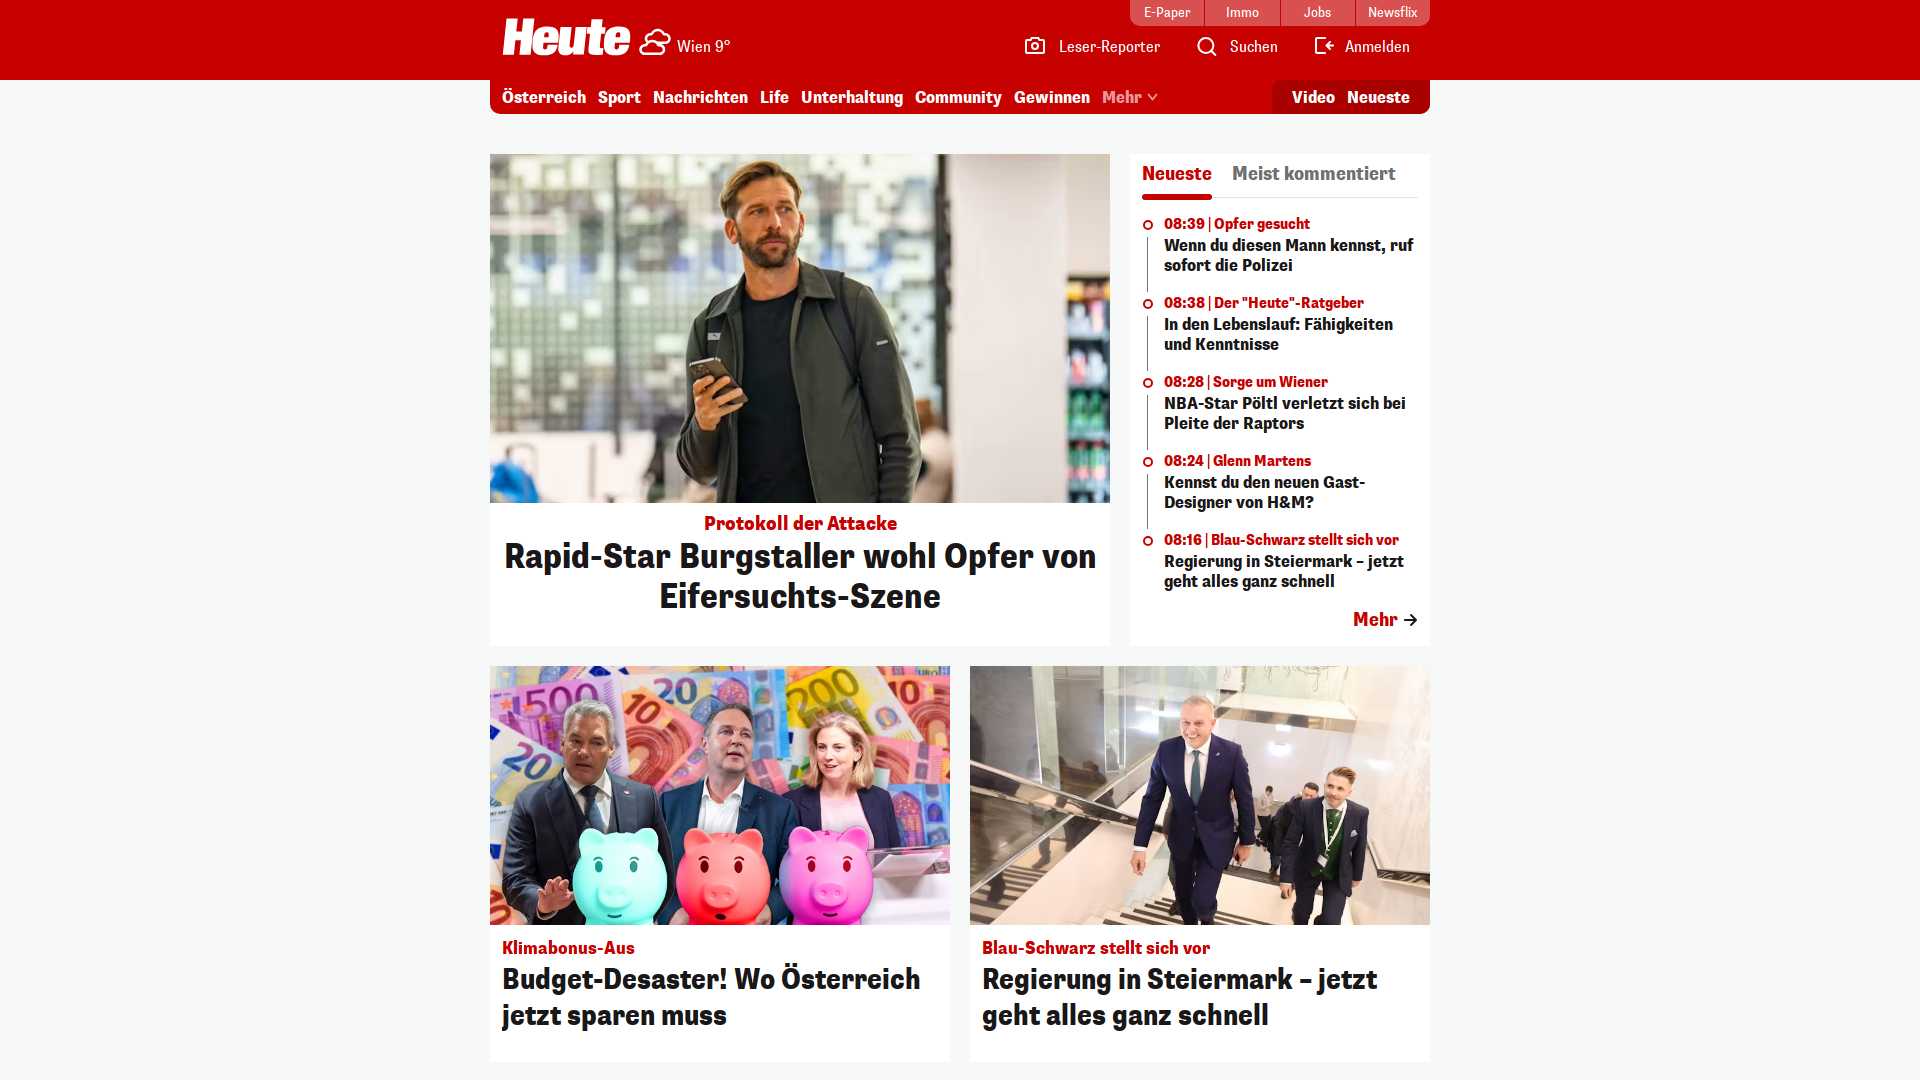 E-Paper
Immo
Jobs
Newsflix
Heute
Wien 9°
Leser-Reporter
Suchen
Anmelden
Österreich
Sport
Nachrichten
Life
Unterhaltung
Community
Gewinnen
Mehr
Video
Neueste
Protokoll der Attacke
Rapid-Star Burgstaller wohl Opfer von
Eifersuchts-Szene
Neueste
Meist kommentiert
08:39 | Opfer gesucht
Wenn du diesen Mann kennst, ruf
sofort die Polizei
08:38 | Der "Heute"-Ratgeber
In den Lebenslauf: Fähigkeiten
und Kenntnisse
08:28 | Sorge um Wiener
NBA-Star Pöltl verletzt sich bei
Pleite der Raptors
08:24 | Glenn Martens
Kennst du den neuen Gast-
Designer von H&M?
08:16 | Blau-Schwarz stellt sich vor
Regierung in Steiermark – jetzt
geht alles ganz schnell
Mehr
500
20
200
10
10
20
Klimabonus-Aus
Budget-Desaster! Wo Österreich
jetzt sparen muss
Blau-Schwarz stellt sich vor
Regierung in Steiermark – jetzt
geht alles ganz schnell